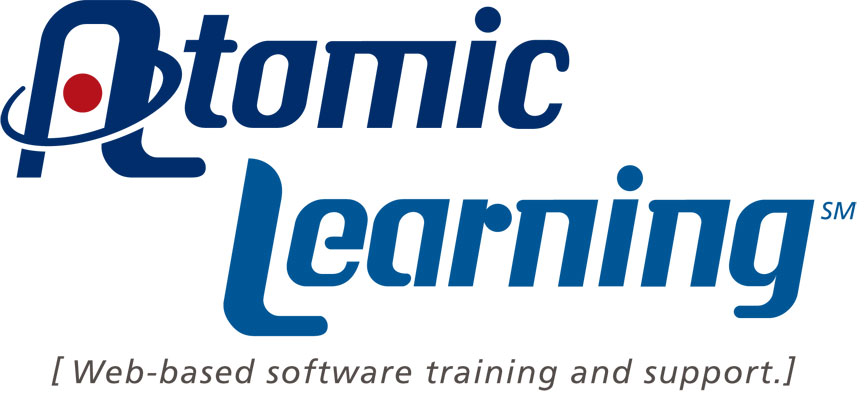 Atomic
Learning SM
[ Web-based software training and support.]